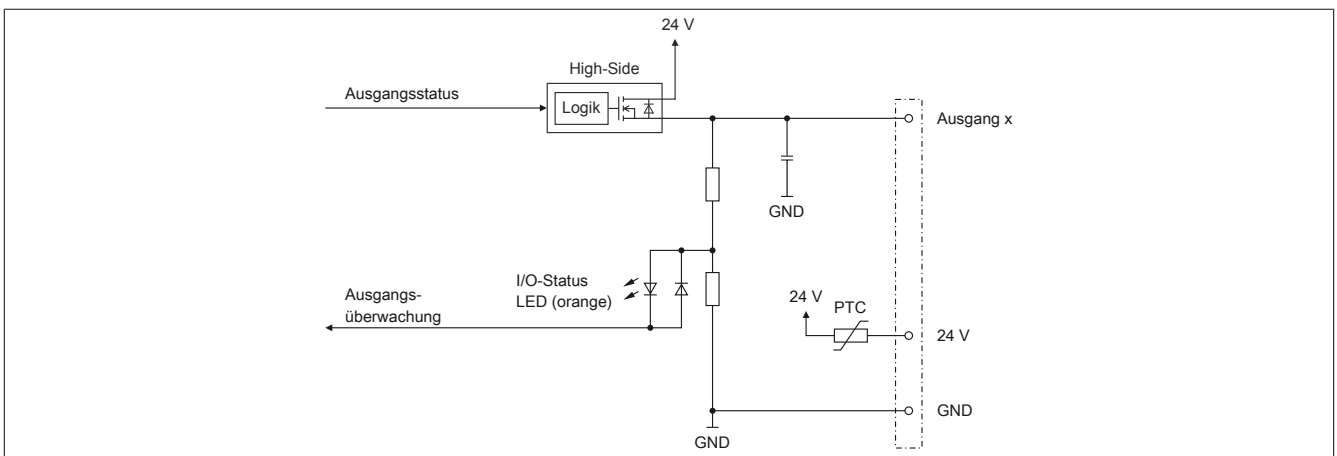 24 V
High-Side
Ausgangsstatus
Logik
Ausgang x
GND
I/O-Status
LED (orange)
Ausgangs-
überwachung
24 V
PTC
24 V
GND
GND